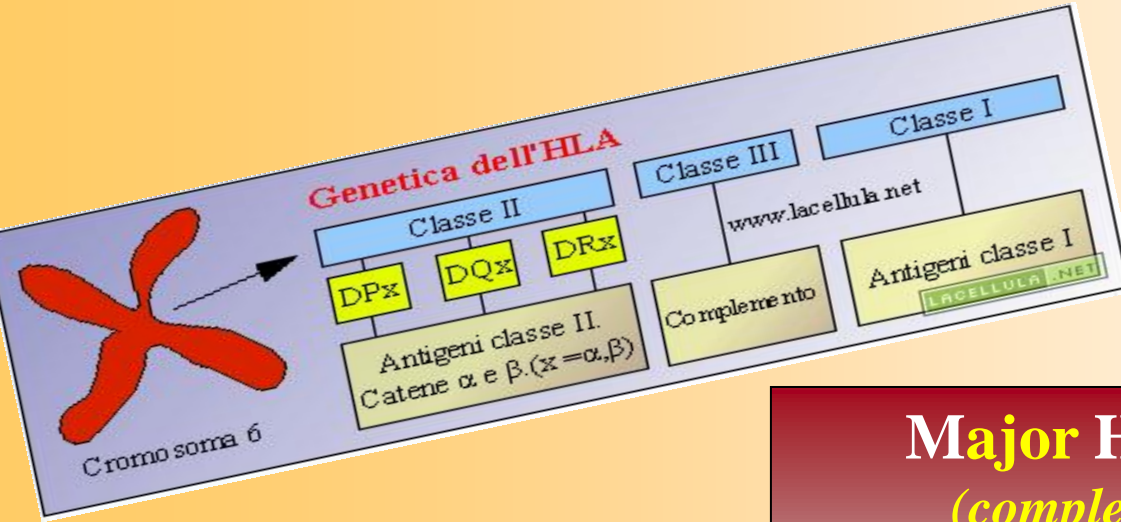 Genetica dell'HLA
Classe II
Classe III
Classe I
www.lacellula.net
DPx
DQx
DRx
Antigeni classe II.
Catene α e β.(x=α,β)
Complemento
Antigeni classe I
LACELLULA .NET
Cromosoma 6
Major